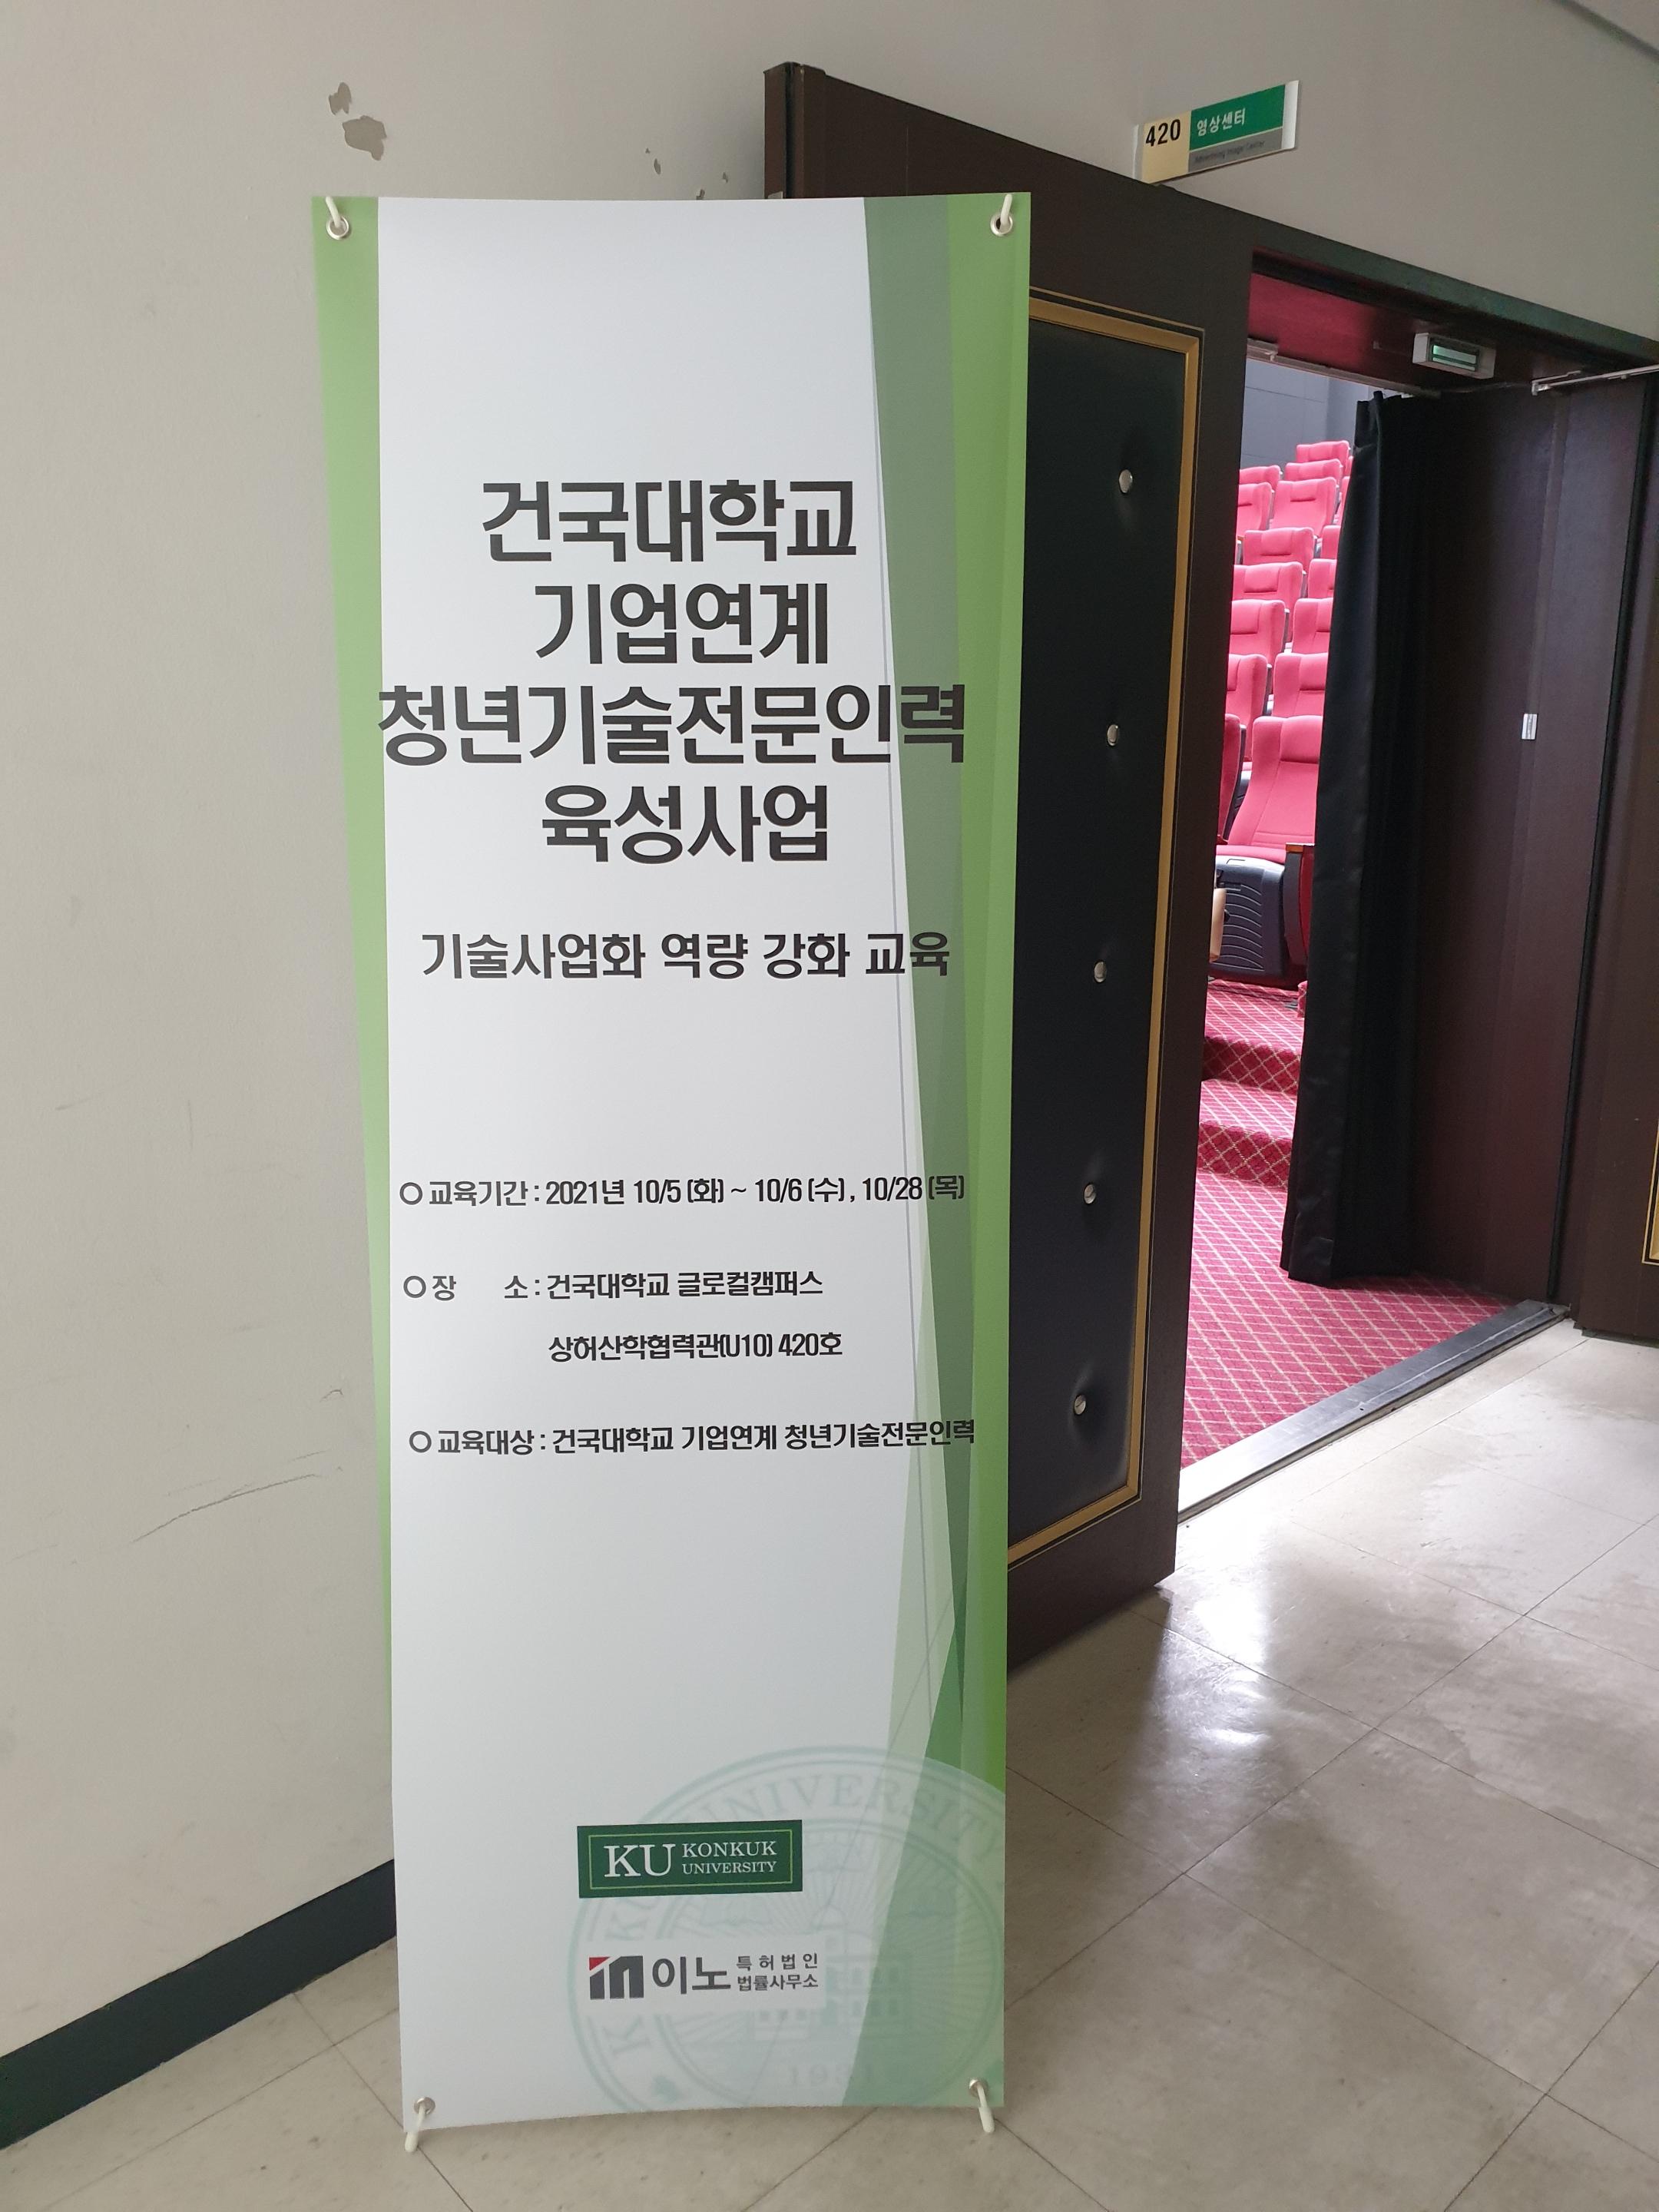 420 영상센터
건국대학교
기업연계
청년기술전문인력
육성사업
기술사업화 역량 강화 교육
O 교육기간 : 2021년 10/5 (화) ~ 10/6 (수) , 10/28 (목)
O 장 소 : 건국대학교 글로컬캠퍼스
상허산학협력관(U10) 420호
O 교육대상 : 건국대학교 기업연계 청년기술전문인력
UNIVERSITY
KU KONKUK
UNIVERSITY
이노 특허법인
법률사무소